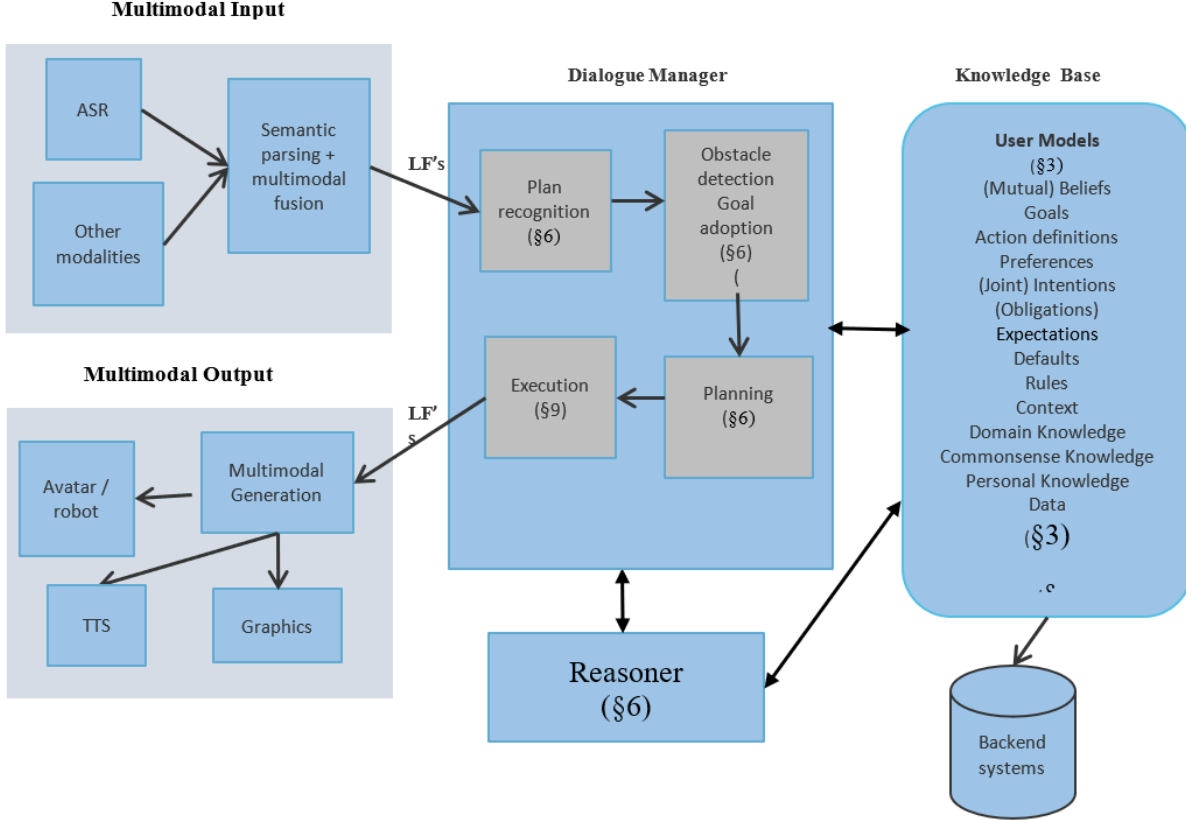 Multimodal Input
ASR
Other
modalities
Semantic
parsing +
multimodal
fusion
LF's
Dialogue Manager
Plan
recognition
(§6)
Obstacle
detection
Goal
adoption
(§6)
(
Planning
(§6)
Execution
(§9)
LF'
s
Multimodal Output
Multimodal
Generation
Avatar /
robot
TTS
Graphics
Reasoner
(§6)
Knowledge Base
User Models
(§3)
(Mutual) Beliefs
Goals
Action definitions
Preferences
(Joint) Intentions
(Obligations)
Expectations
Defaults
Rules
Context
Domain Knowledge
Commonsense Knowledge
Personal Knowledge
Data
(§3)
Backend
systems